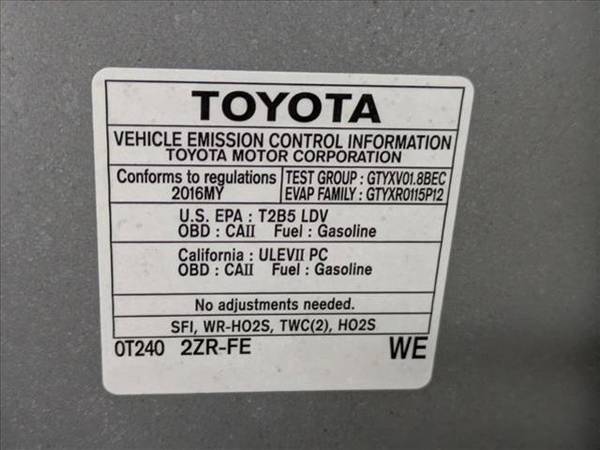 TOYOTA
VEHICLE EMISSION CONTROL INFORMATION
TOYOTA MOTOR CORPORATION
Conforms to regulations
2016MY
TEST GROUP : GTYXV01.8BEC
EVAP FAMILY : GTYXR0115P12
U.S. EPA : T2B5 LDV
OBD : CAII Fuel : Gasoline
California : ULEVII PC
OBD : CAII Fuel : Gasoline
No adjustments needed.
SFI, WR-HO2S, TWC(2), HO2S
0T240 2ZR-FE WE